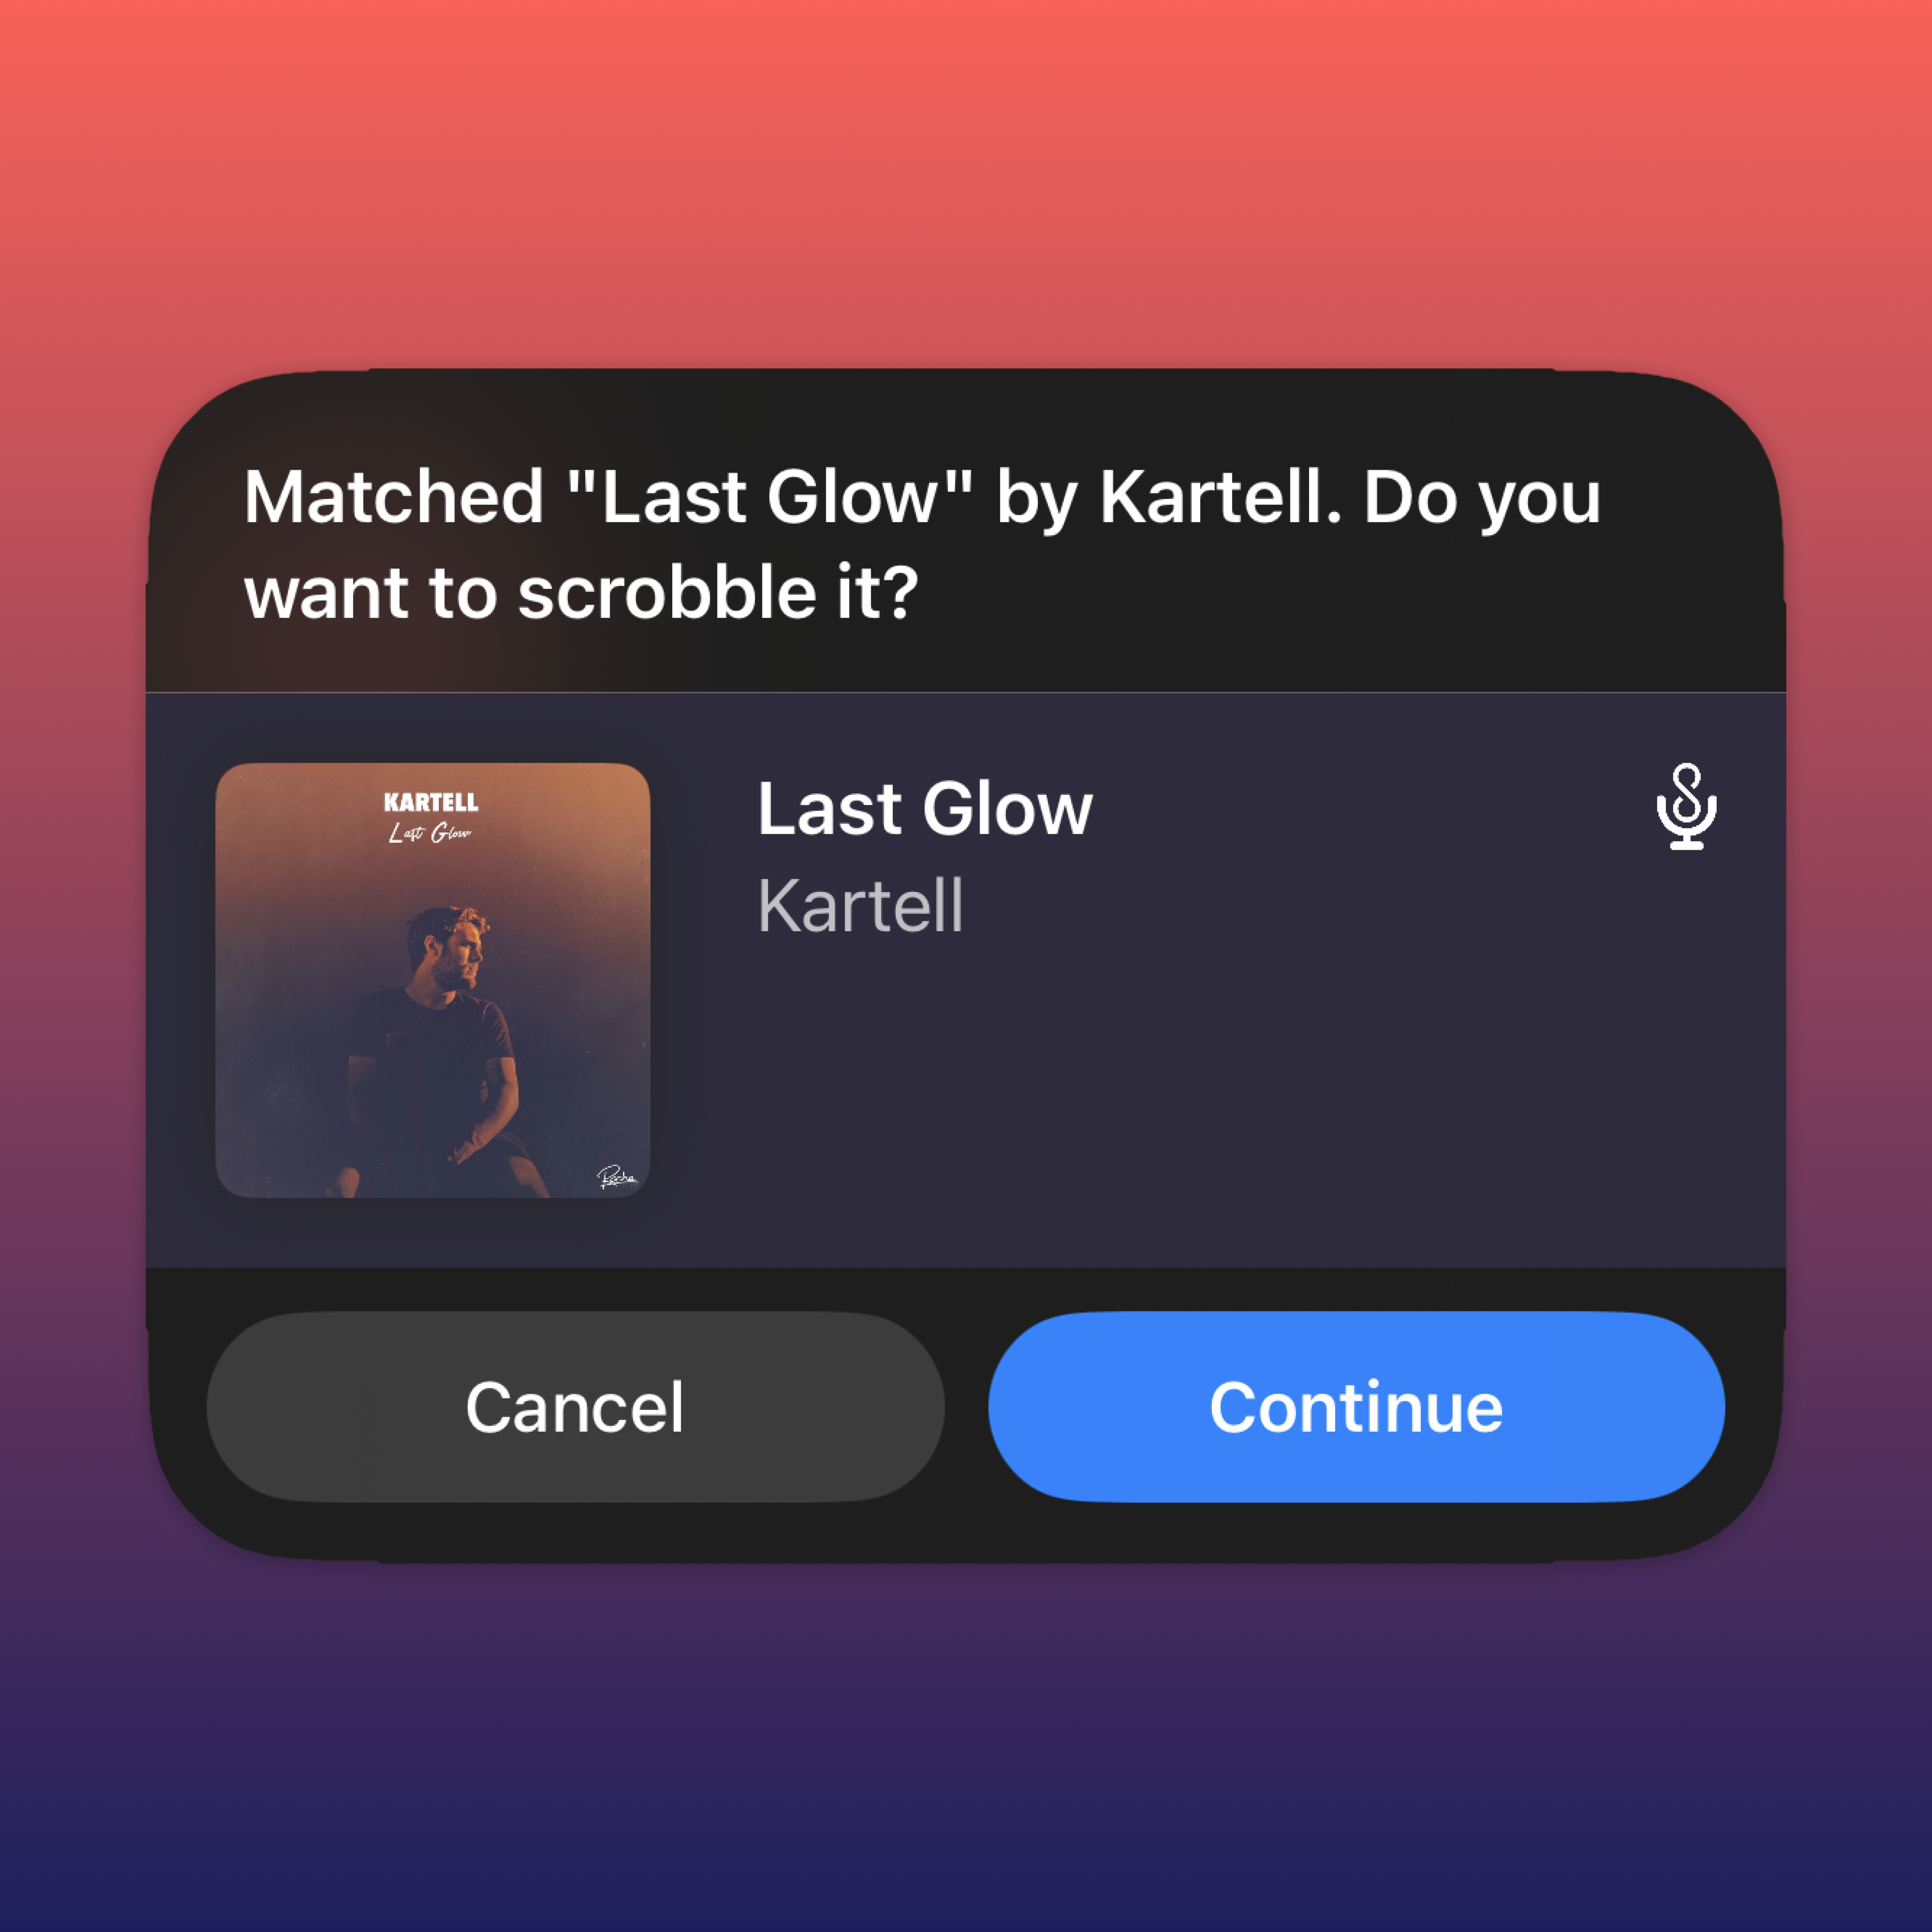 Matched "Last Glow" by Kartell. Do you
want to scrobble it?
KARTELL
Last Glow
Last Glow
Kartell
Cancel
Continue